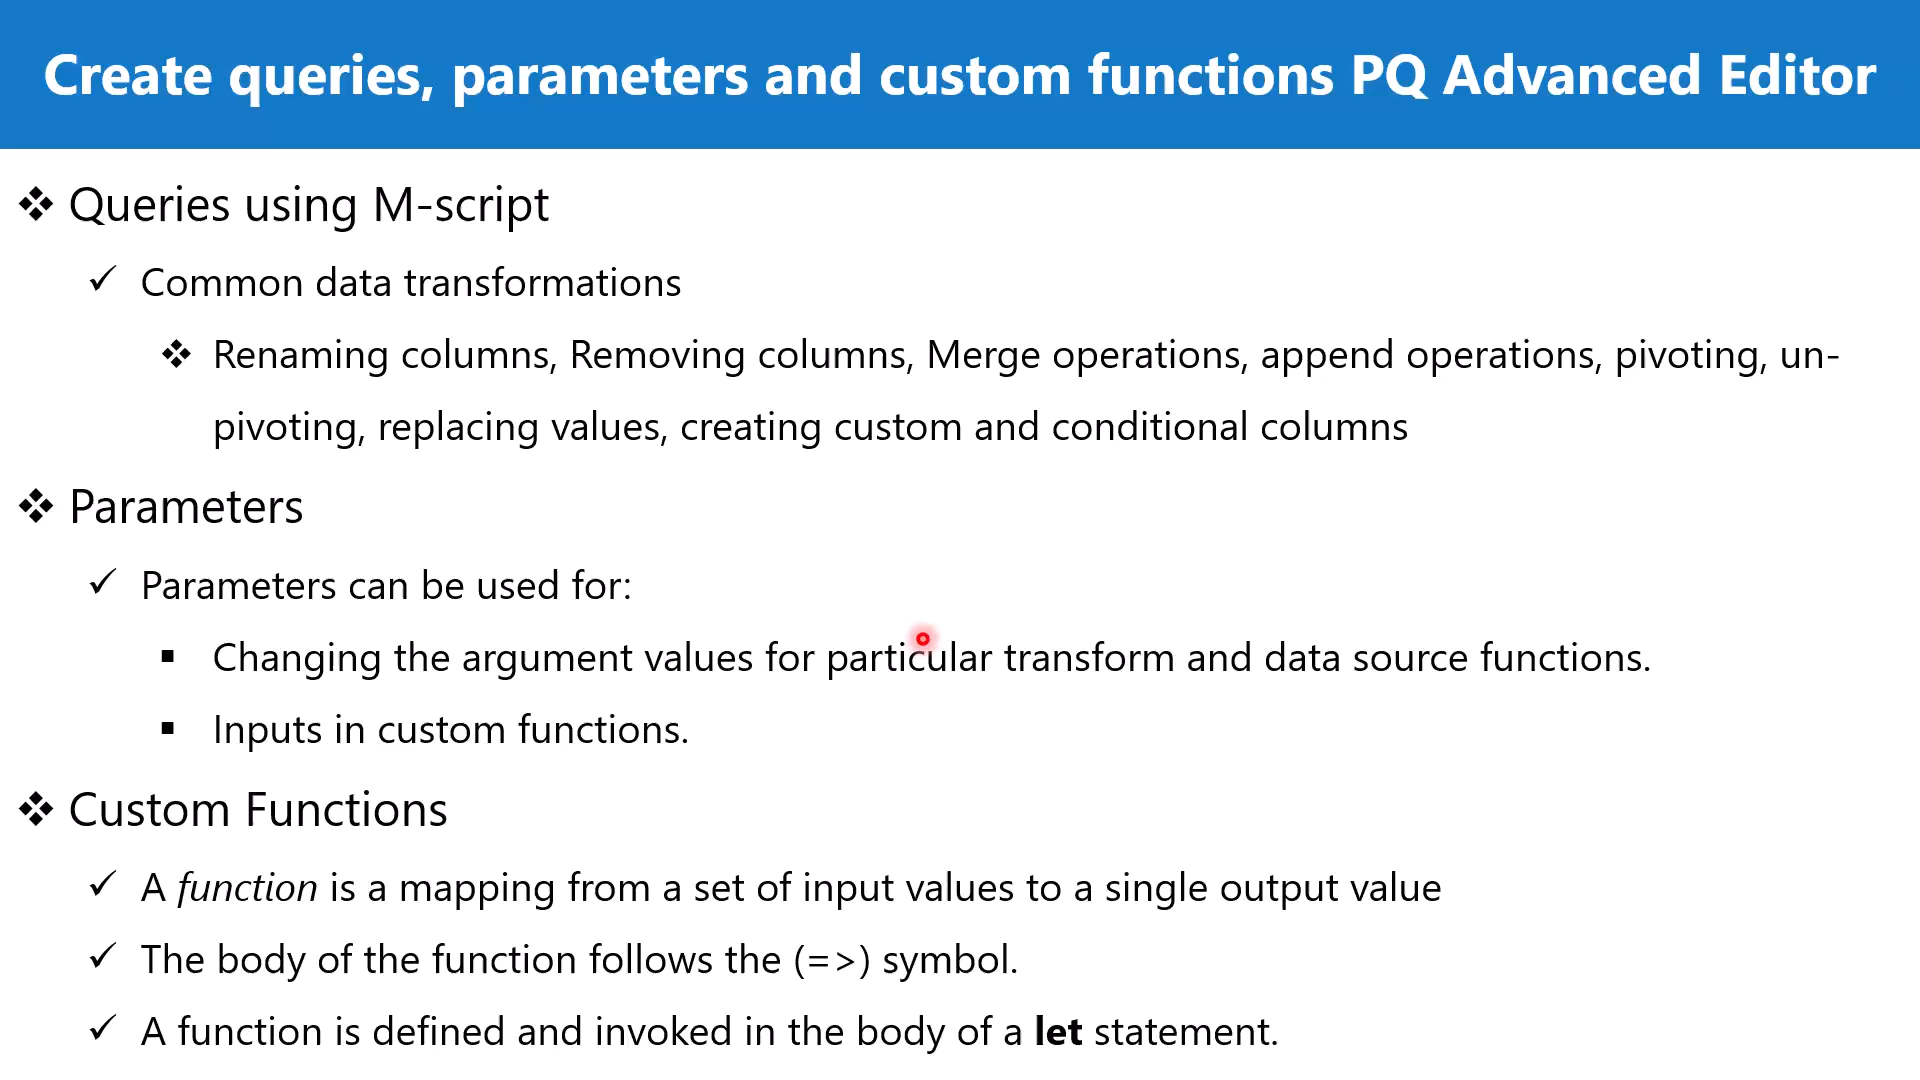 Create queries, parameters and custom functions PQ Advanced Editor
Queries using M-script
Common data transformations
Renaming columns, Removing columns, Merge operations, append operations, pivoting, un-
pivoting, replacing values, creating custom and conditional columns
Parameters
Parameters can be used for:
Changing the argument values for particular transform and data source functions.
Inputs in custom functions.
Custom Functions
A function is a mapping from a set of input values to a single output value
The body of the function follows the (=>) symbol.
A function is defined and invoked in the body of a let statement.